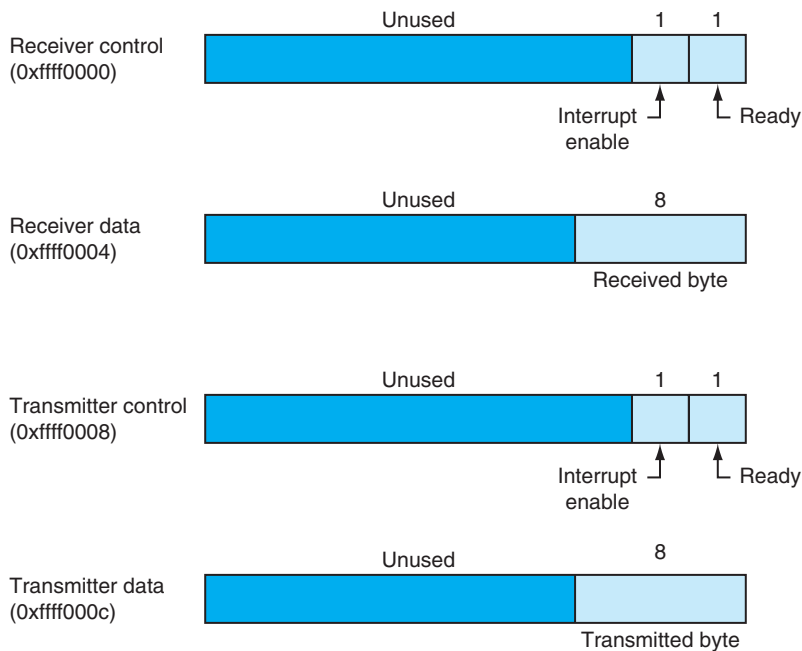 Unused 1 1
Receiver control
(0xffff0000)
Interrupt
enable
Ready
Unused 8
Receiver data
(0xffff0004)
Received byte
Unused 1 1
Transmitter control
(0xffff0008)
Interrupt
enable
Ready
Unused 8
Transmitter data
(0xffff000c)
Transmitted byte